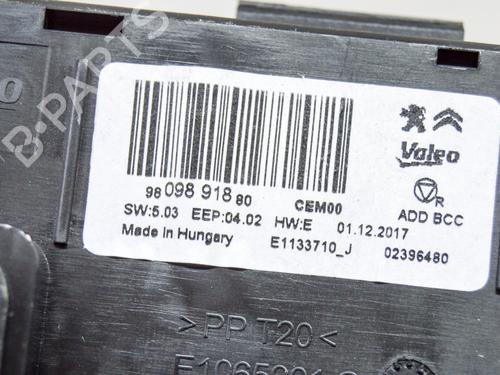 B-PARTS
Valeo
R
ADD BCC
98 098 918 80 CEM00
SW:5.03 EEP:04.02 HW:E 01.12.2017
Made in Hungary E1133710_J 02396480
>PP T20<